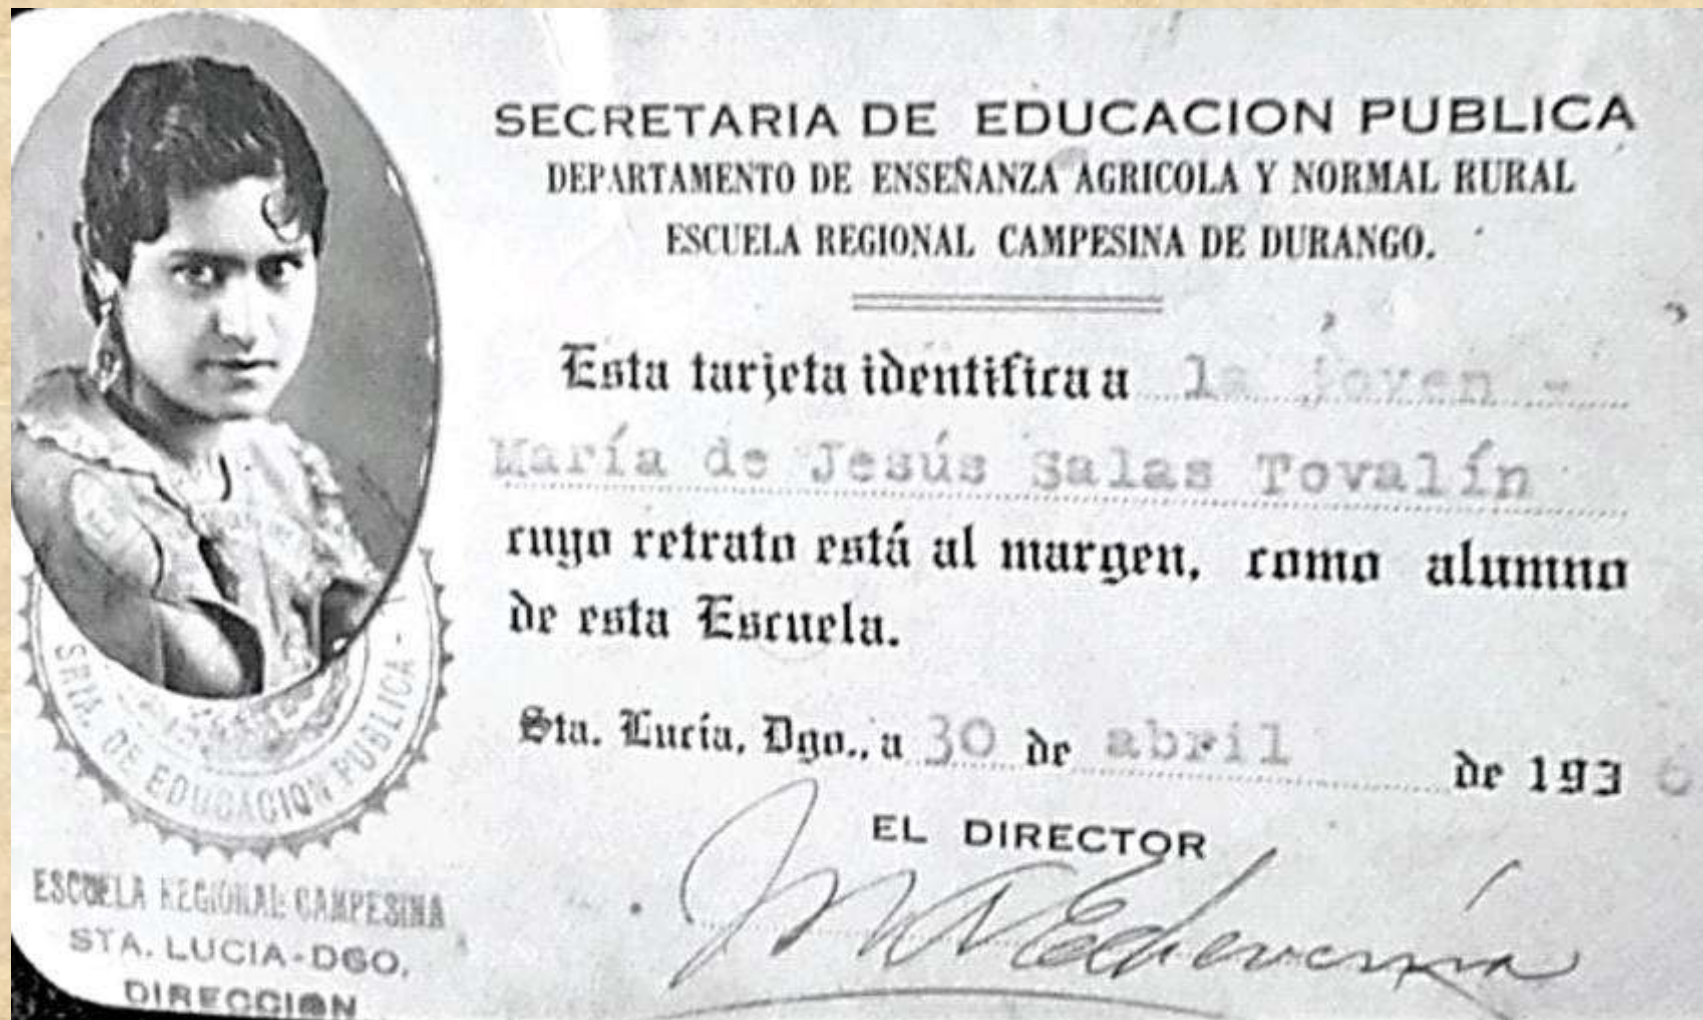 SECRETARIA DE EDUCACION PUBLICA
DEPARTAMENTO DE ENSEÑANZA AGRICOLA Y NORMAL RURAL
ESCUELA REGIONAL CAMPESINA DE DURANGO.
Esta tarjeta identifica a la joven -
María de Jesús Salas Tovalín
cuyo retrato está al margen, como alumno
de esta Escuela.
Sta. Lucía, Dgo., a 30 de abril de 1936
EL DIRECTOR
Echeverría
SRIA. DE EDUCACION PUBLICA -
ESCUELA REGIONAL CAMPESINA
STA. LUCIA-DGO.
DIRECCION